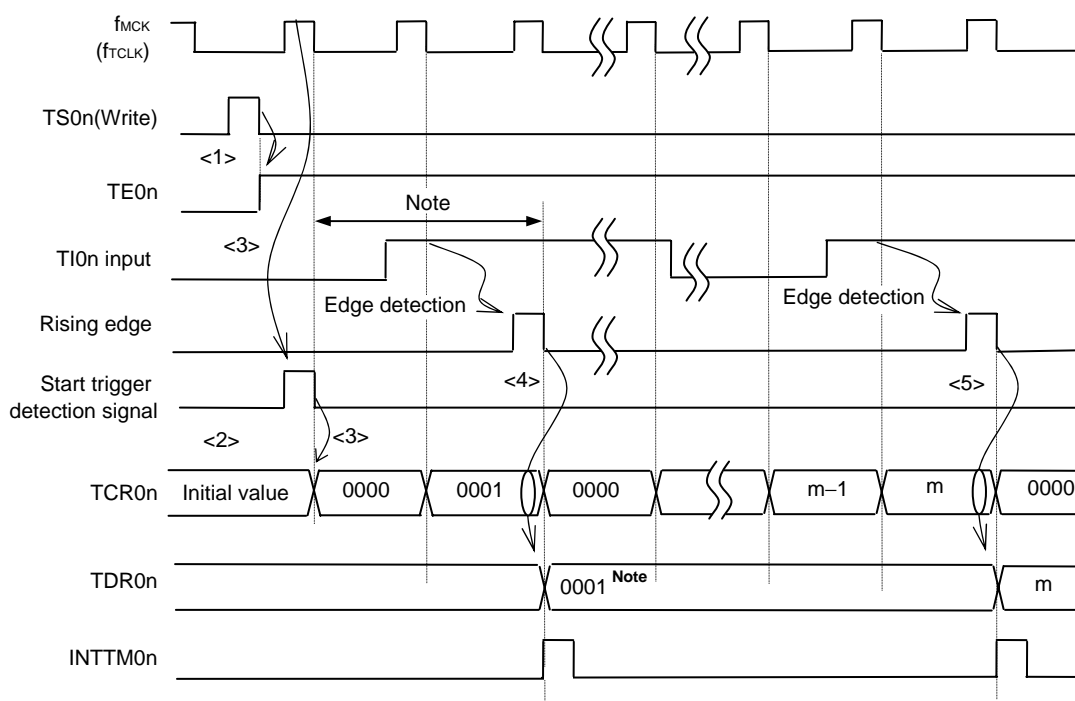 fMCK
(fTCLK)
TS0n(Write)
<1>
TE0n
Note
<3>
TI0n input
Edge detection
Edge detection
Rising edge
<4>
<5>
Start trigger
detection signal
<2>
<3>
TCR0n
Initial value
0000
0001
0000
m−1
m
0000
TDR0n
0001 Note
m
INTTM0n